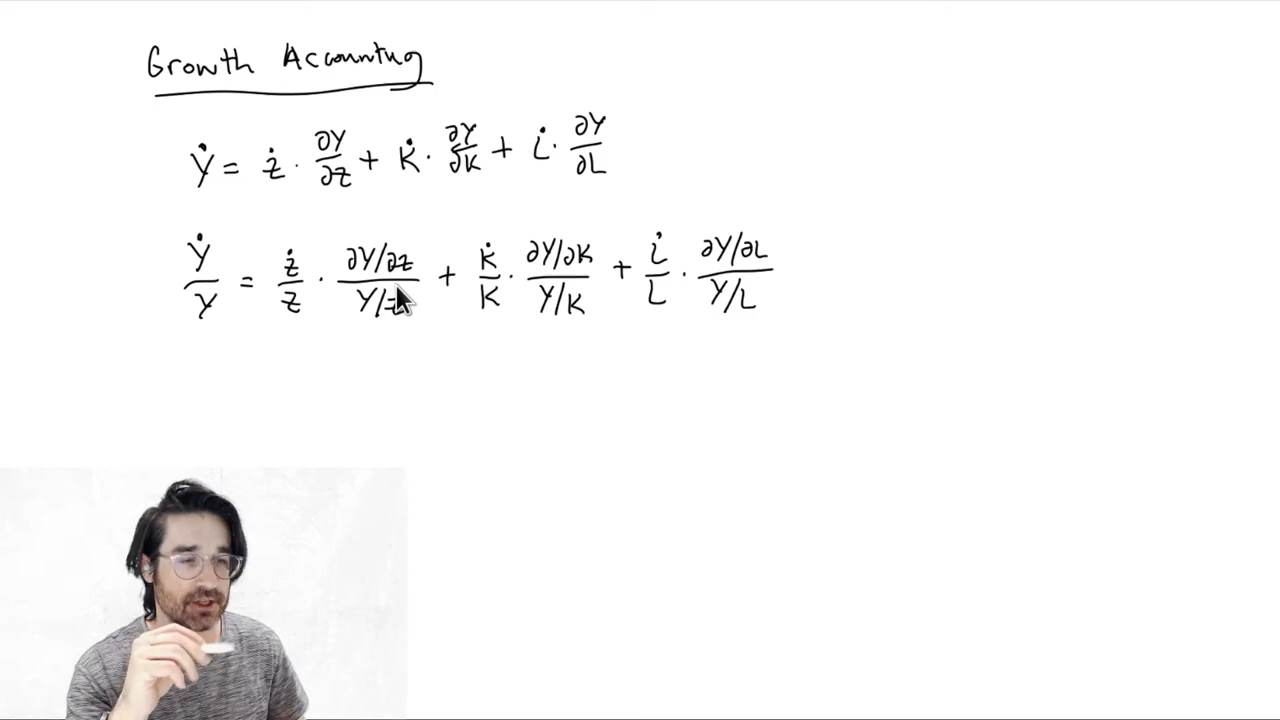 Growth Accounting
Ẏ = ż · ∂Y/∂z + K̇ · ∂Y/∂K + L̇ · ∂Y/∂L
Ẏ/Y = ż/z · (∂Y/∂z)/(Y/z) + K̇/K · (∂Y/∂K)/(Y/K) + L̇/L · (∂Y/∂L)/(Y/L)